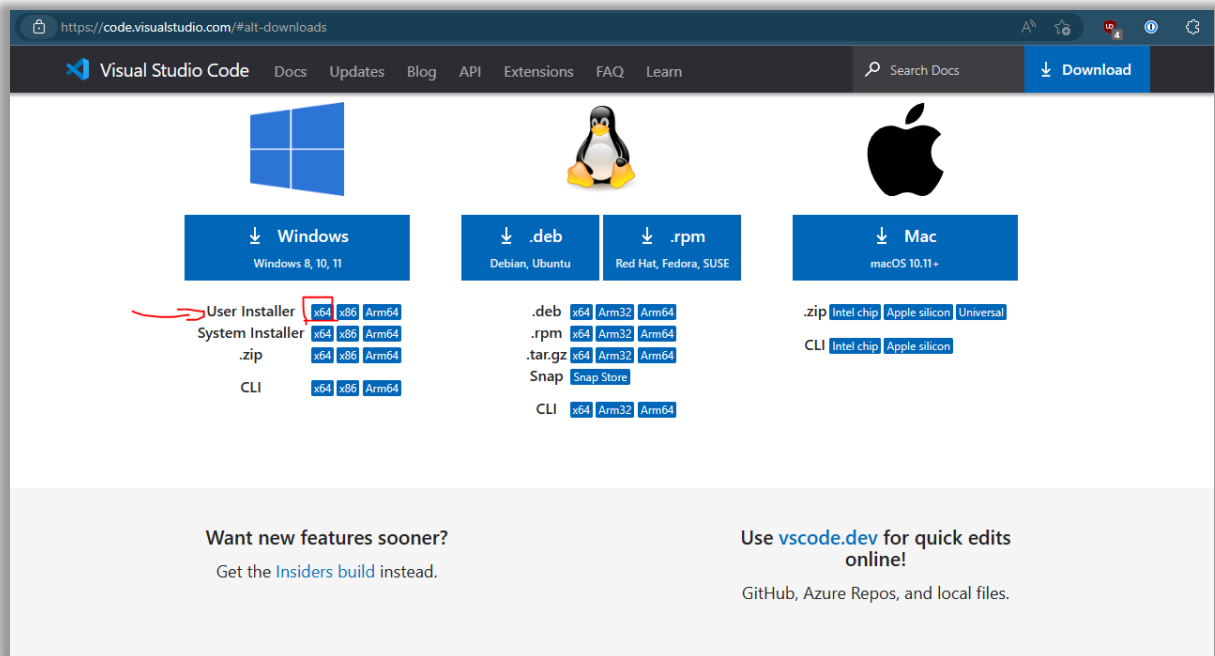 https://code.visualstudio.com/#alt-downloads
4
Visual Studio Code Docs Updates Blog API Extensions FAQ Learn Search Docs Download
Windows
Windows 8, 10, 11
User Installer x64 x86 Arm64
System Installer x64 x86 Arm64
.zip x64 x86 Arm64
CLI x64 x86 Arm64
.deb
Debian, Ubuntu
.rpm
Red Hat, Fedora, SUSE
.deb x64 Arm32 Arm64
.rpm x64 Arm32 Arm64
.tar.gz x64 Arm32 Arm64
Snap Snap Store
CLI x64 Arm32 Arm64
Mac
macOS 10.11+
.zip Intel chip Apple silicon Universal
CLI Intel chip Apple silicon
Want new features sooner?
Get the Insiders build instead.
Use vscode.dev for quick edits
online!
GitHub, Azure Repos, and local files.